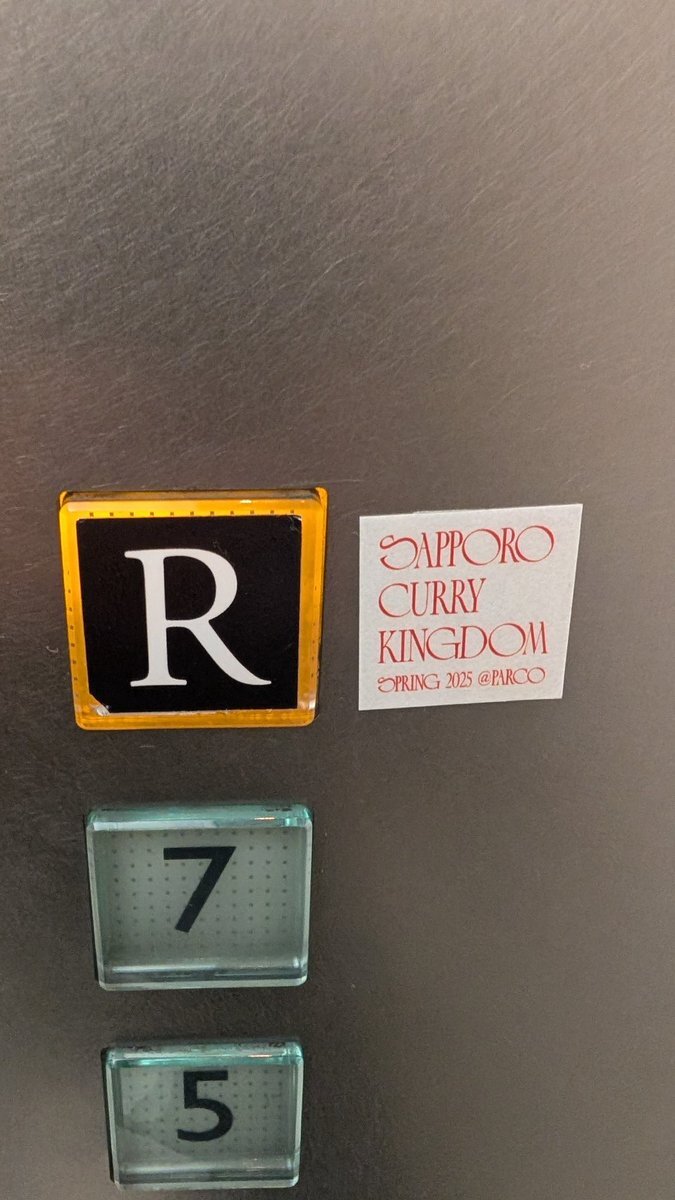 R
SAPPORO
CURRY
KINGDOM
SPRING 2025 @PARCO
7
5